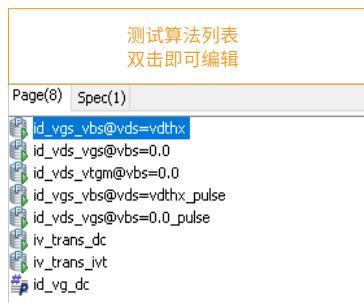 测试算法列表
双击即可编辑
Page(8) Spec(1)
id_vgs_vbs@vds=vdthx
id_vds_vgs@vbs=0.0
id_vds_vtgm@vbs=0.0
id_vgs_vbs@vds=vdthx_pulse
id_vds_vgs@vbs=0.0_pulse
iv_trans_dc
iv_trans_ivt
id_vg_dc